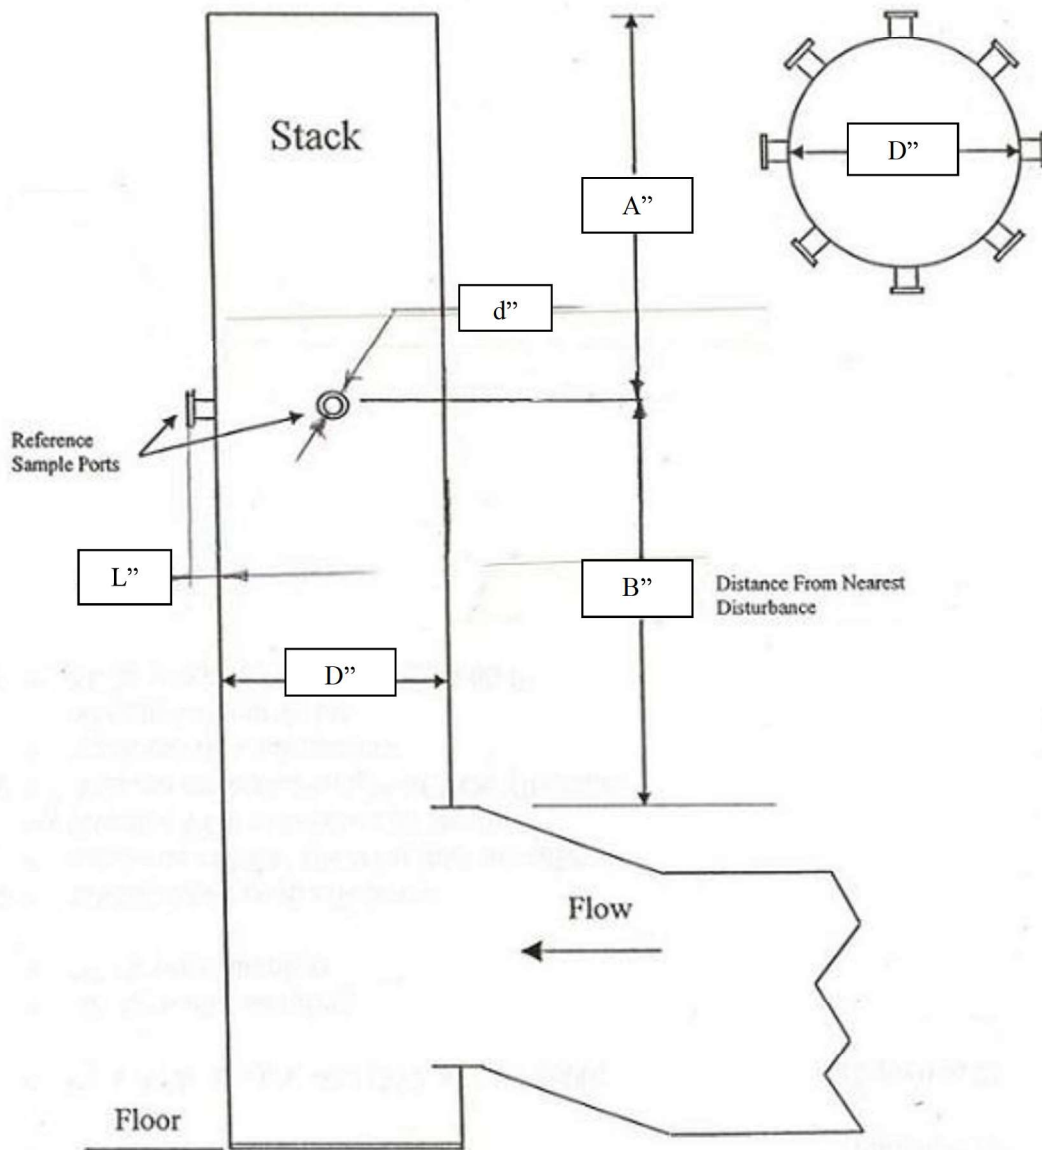 Stack
D”
A”
d”
Reference
Sample Ports
L”
B”
Distance From Nearest
Disturbance
D”
Flow
Floor